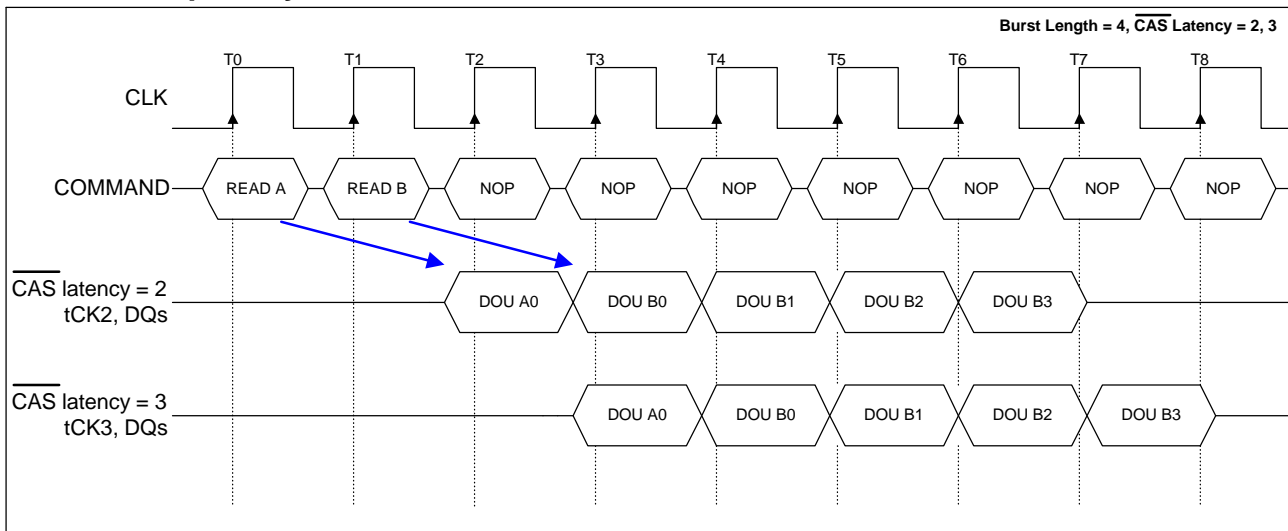 Burst Length = 4, CAS Latency = 2, 3
T0 T1 T2 T3 T4 T5 T6 T7 T8
CLK
COMMAND READ A READ B NOP NOP NOP NOP NOP NOP NOP
CAS latency = 2
tCK2, DQs
DOU A0 DOU B0 DOU B1 DOU B2 DOU B3
CAS latency = 3
tCK3, DQs
DOU A0 DOU B0 DOU B1 DOU B2 DOU B3